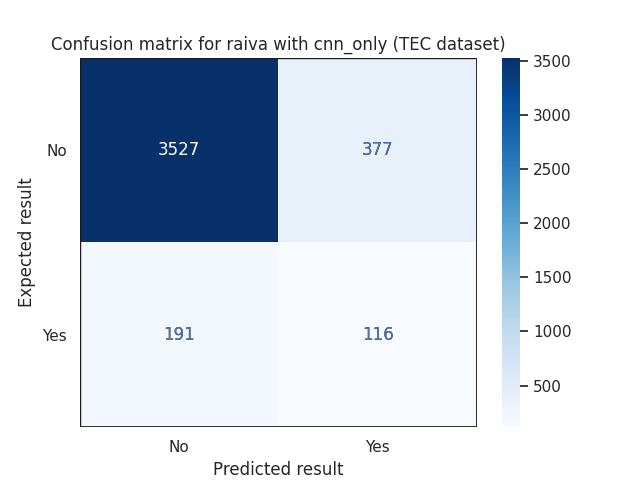 Confusion matrix for raiva with cnn_only (TEC dataset)
Expected result
No
3527
377
Yes
191
116
No
Yes
Predicted result
3500
3000
2500
2000
1500
1000
500